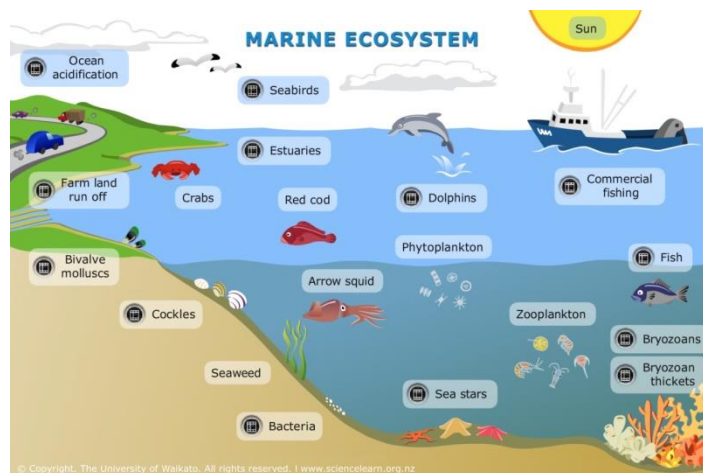 MARINE ECOSYSTEM
Sun
Ocean
acidification
Seabirds
Estuaries
Farm land
run off
Crabs
Red cod
Dolphins
Commercial
fishing
Phytoplankton
Bivalve
molluscs
Fish
Arrow squid
Cockles
Zooplankton
Bryozoans
Seaweed
Bryozoan
thickets
Sea stars
Bacteria
© Copyright. The University of Waikato. All rights reserved. I www.sciencelearn.org.nz